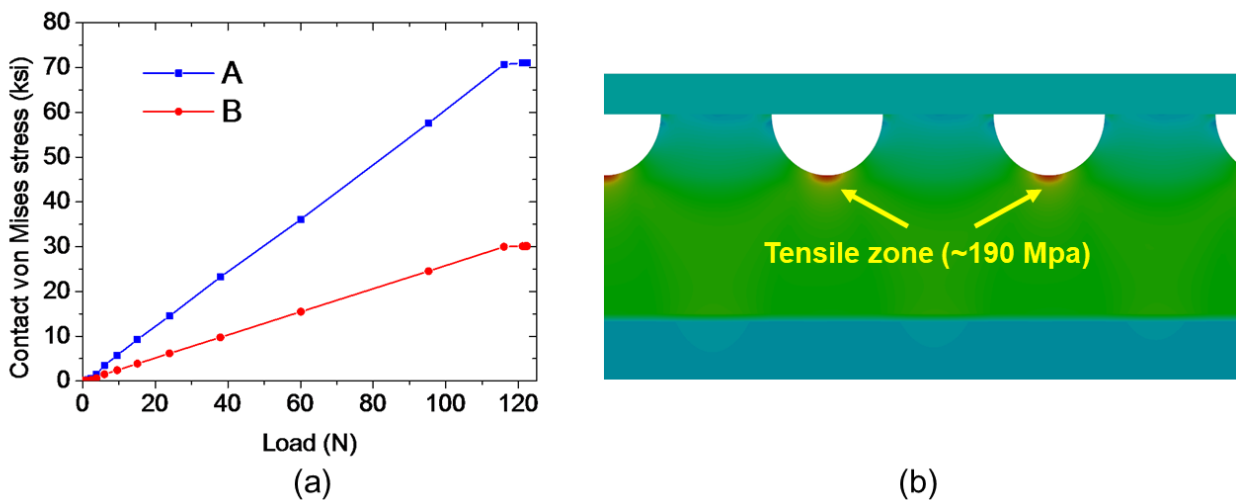 80
70
60
50
40
30
20
10
0
Contact von Mises stress (ksi)
A
B
0 20 40 60 80 100 120
Load (N)
(a)
Tensile zone (~190 Mpa)
(b)